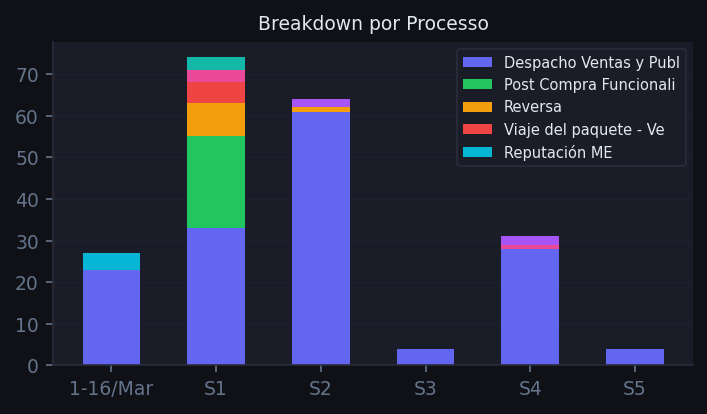 Breakdown por Processo
Despacho Ventas y Publ
Post Compra Funcionali
Reversa
Viaje del paquete - Ve
Reputación ME
70
60
50
40
30
20
10
0
1-16/Mar S1 S2 S3 S4 S5